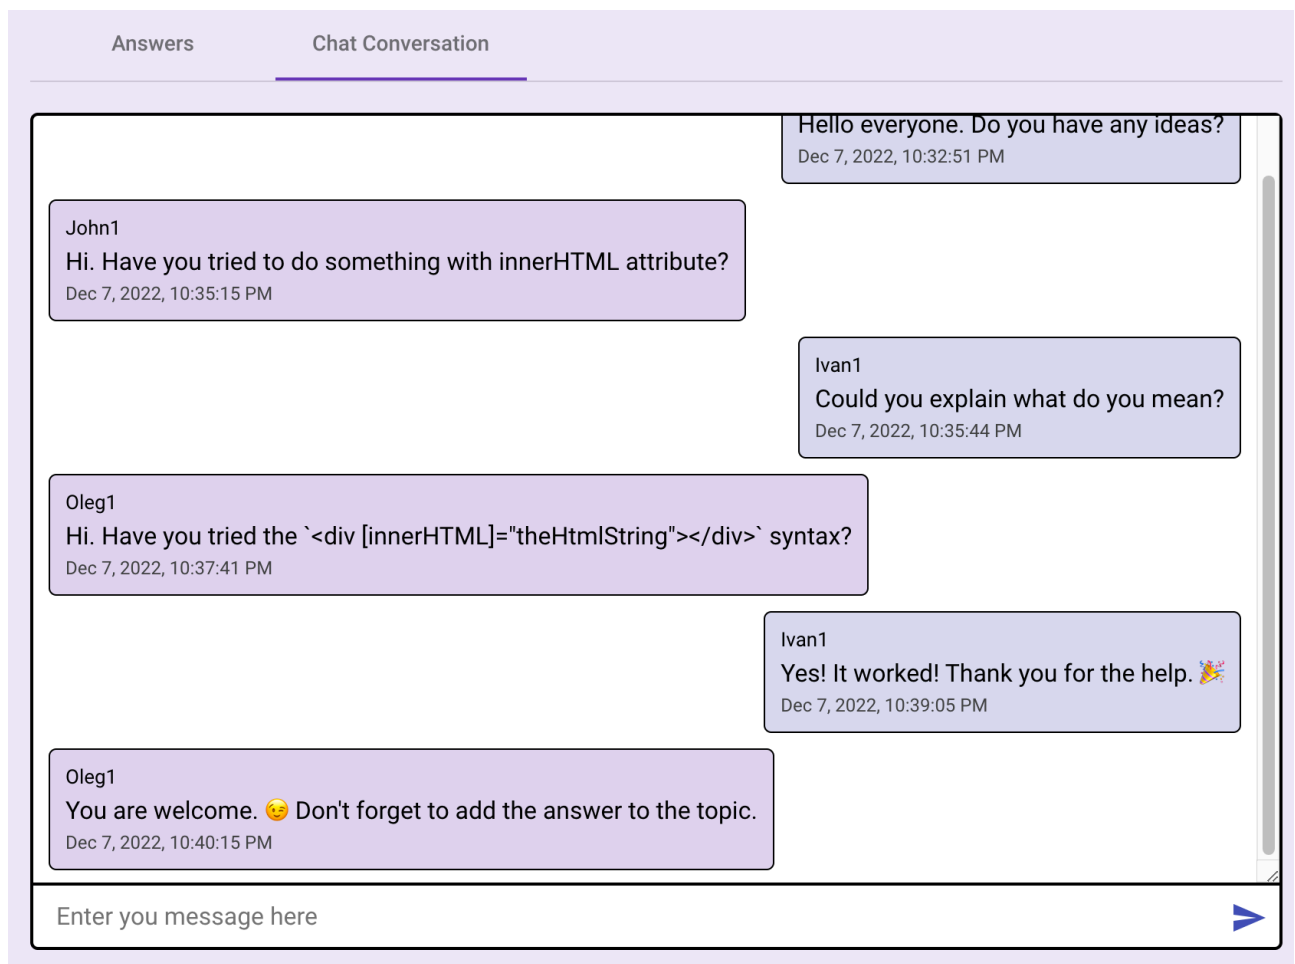 Answers
Chat Conversation
Hello everyone. Do you have any ideas?
Dec 7, 2022, 10:32:51 PM
John1
Hi. Have you tried to do something with innerHTML attribute?
Dec 7, 2022, 10:35:15 PM
Ivan1
Could you explain what do you mean?
Dec 7, 2022, 10:35:44 PM
Oleg1
Hi. Have you tried the `<div [innerHTML]="theHtmlString"></div>` syntax?
Dec 7, 2022, 10:37:41 PM
Ivan1
Yes! It worked! Thank you for the help. 🎉
Dec 7, 2022, 10:39:05 PM
Oleg1
You are welcome. 😉 Don't forget to add the answer to the topic.
Dec 7, 2022, 10:40:15 PM
Enter you message here